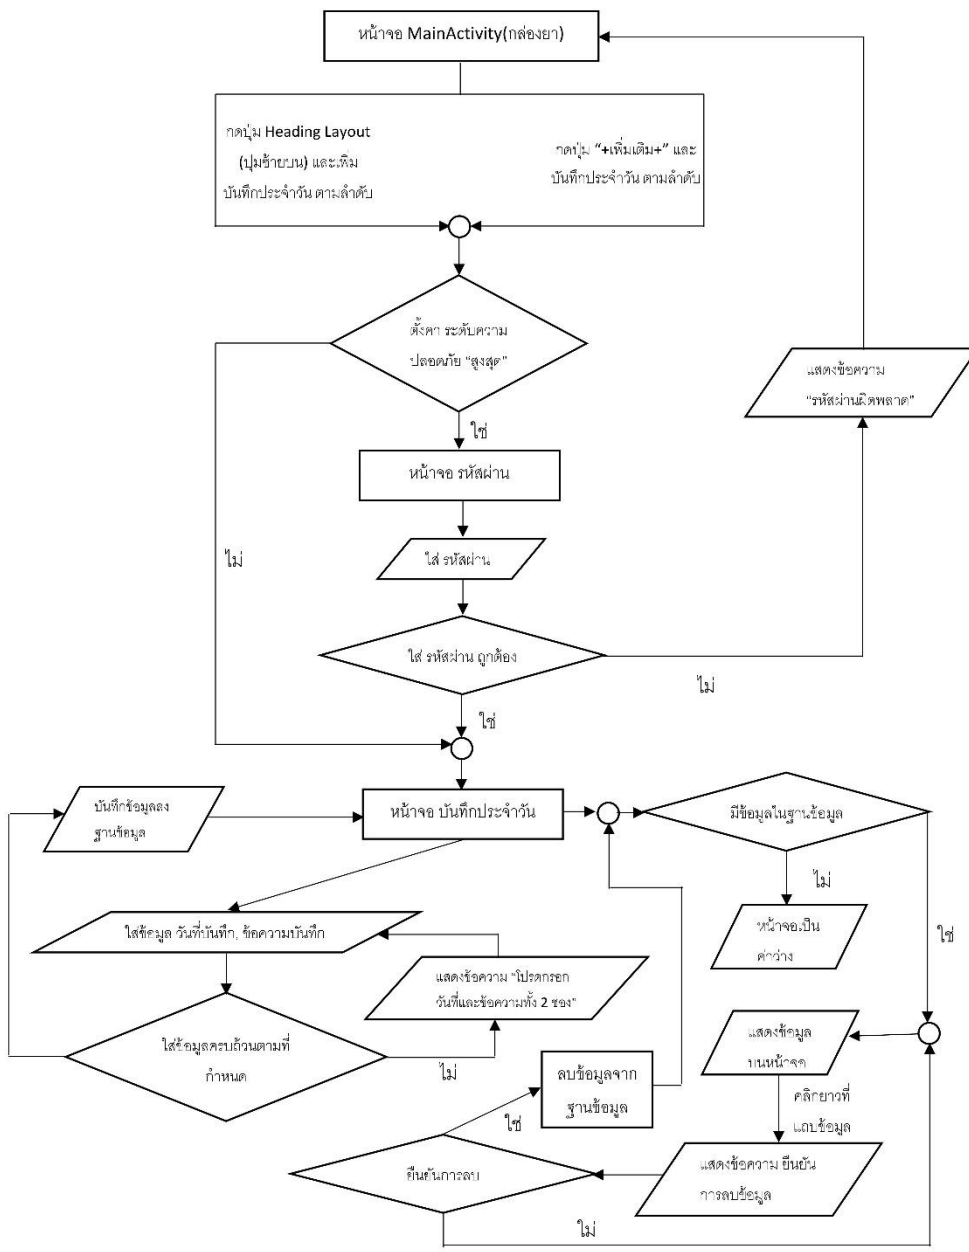 หน้าจอ MainActivity(กล่องยา)
กดปุ่ม Heading Layout
(ปุ่มซ้ายบน) และเพิ่ม
บันทึกประจำวัน ตามลำดับ
กดปุ่ม “+เพิ่มเติม+” และ
บันทึกประจำวัน ตามลำดับ
ตั้งค่า ระดับความ
ปลอดภัย “สูงสุด”
แสดงข้อความ
“รหัสผ่านผิดพลาด”
ใช่
หน้าจอ รหัสผ่าน
ไม่
ใส่ รหัสผ่าน
ใส่ รหัสผ่าน ถูกต้อง
ไม่
ใช่
บันทึกข้อมูลลง
ฐานข้อมูล
หน้าจอ บันทึกประจำวัน
มีข้อมูลในฐานข้อมูล
ไม่
ใส่ข้อมูล วันที่บันทึก, ข้อความบันทึก
หน้าจอเป็น
ค่าว่าง
ใช่
แสดงข้อความ “โปรดกรอก
วันที่และข้อความทั้ง 2 ช่อง”
ใส่ข้อมูลครบถ้วนตามที่
กำหนด
ไม่
แสดงข้อมูล
บนหน้าจอ
ลบข้อมูลจาก
ฐานข้อมูล
คลิกยาวที่
แถบข้อมูล
ใช่
ยืนยันการลบ
แสดงข้อความ ยืนยัน
การลบข้อมูล
ไม่